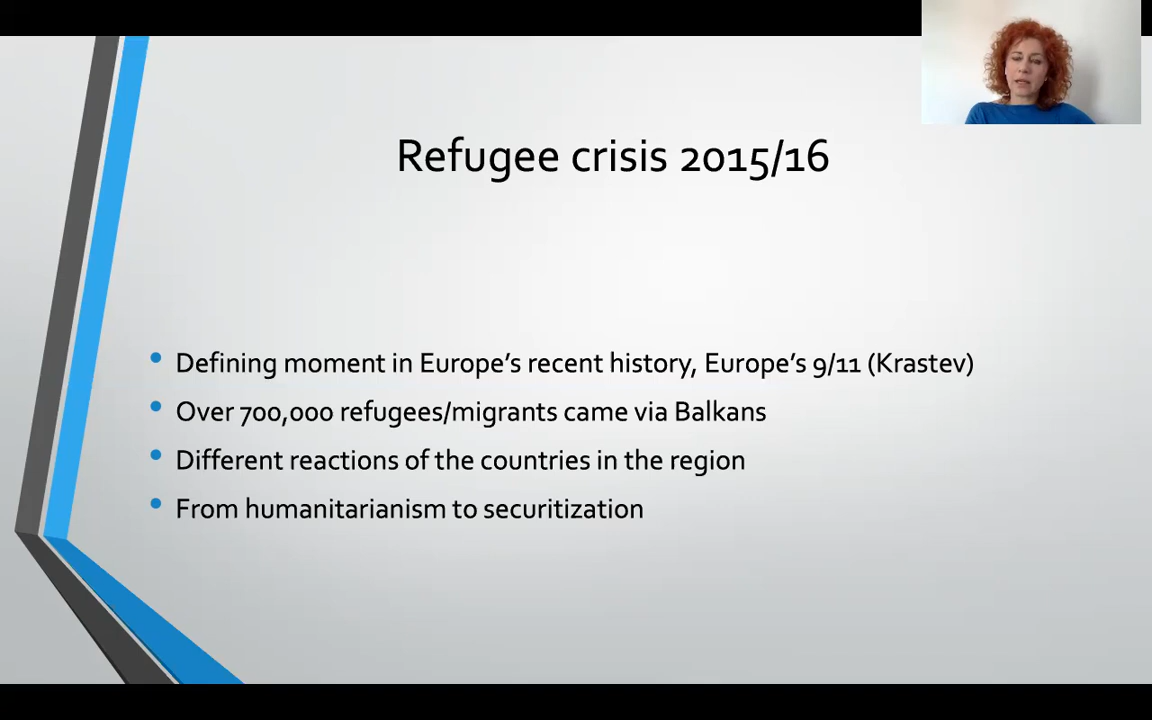 Refugee crisis 2015/16
Defining moment in Europe’s recent history, Europe’s 9/11 (Krastev)
Over 700,000 refugees/migrants came via Balkans
Different reactions of the countries in the region
From humanitarianism to securitization